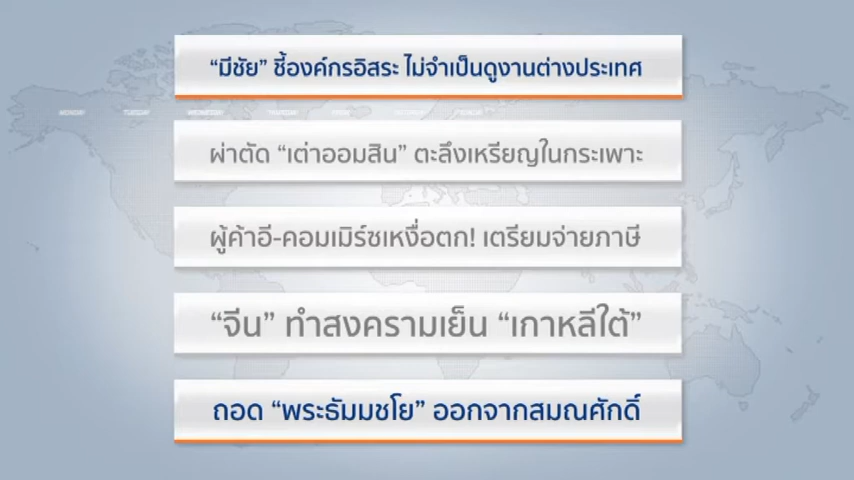 “มีชัย” ชี้องค์กรอิสระ ไม่จำเป็นดูงานต่างประเทศ
ผ่าตัด “เต่าออมสิน” ตะลึงเหรียญในกระเพาะ
ผู้ค้าอี-คอมเมิร์ซเหงื่อตก! เตรียมจ่ายภาษี
“จีน” ทำสงครามเย็น “เกาหลีใต้”
ถอด “พระธัมมชโย” ออกจากสมณศักดิ์